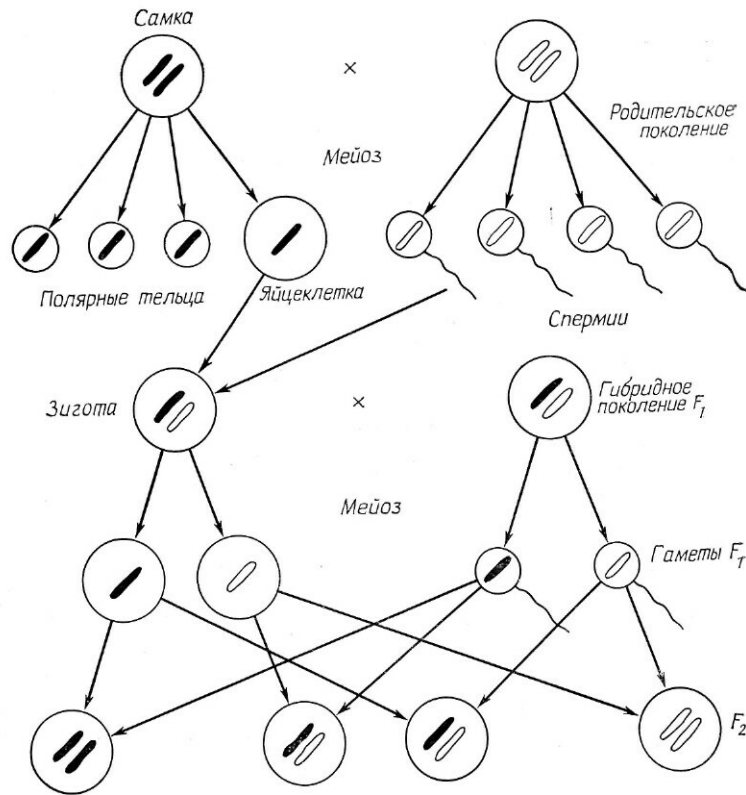 Самка
×
Родительское
поколение
Мейоз
Полярные тельца
Яйцеклетка
Спермии
Зигота
×
Гибридное
поколение F₁
Мейоз
Гаметы F₁
F₂